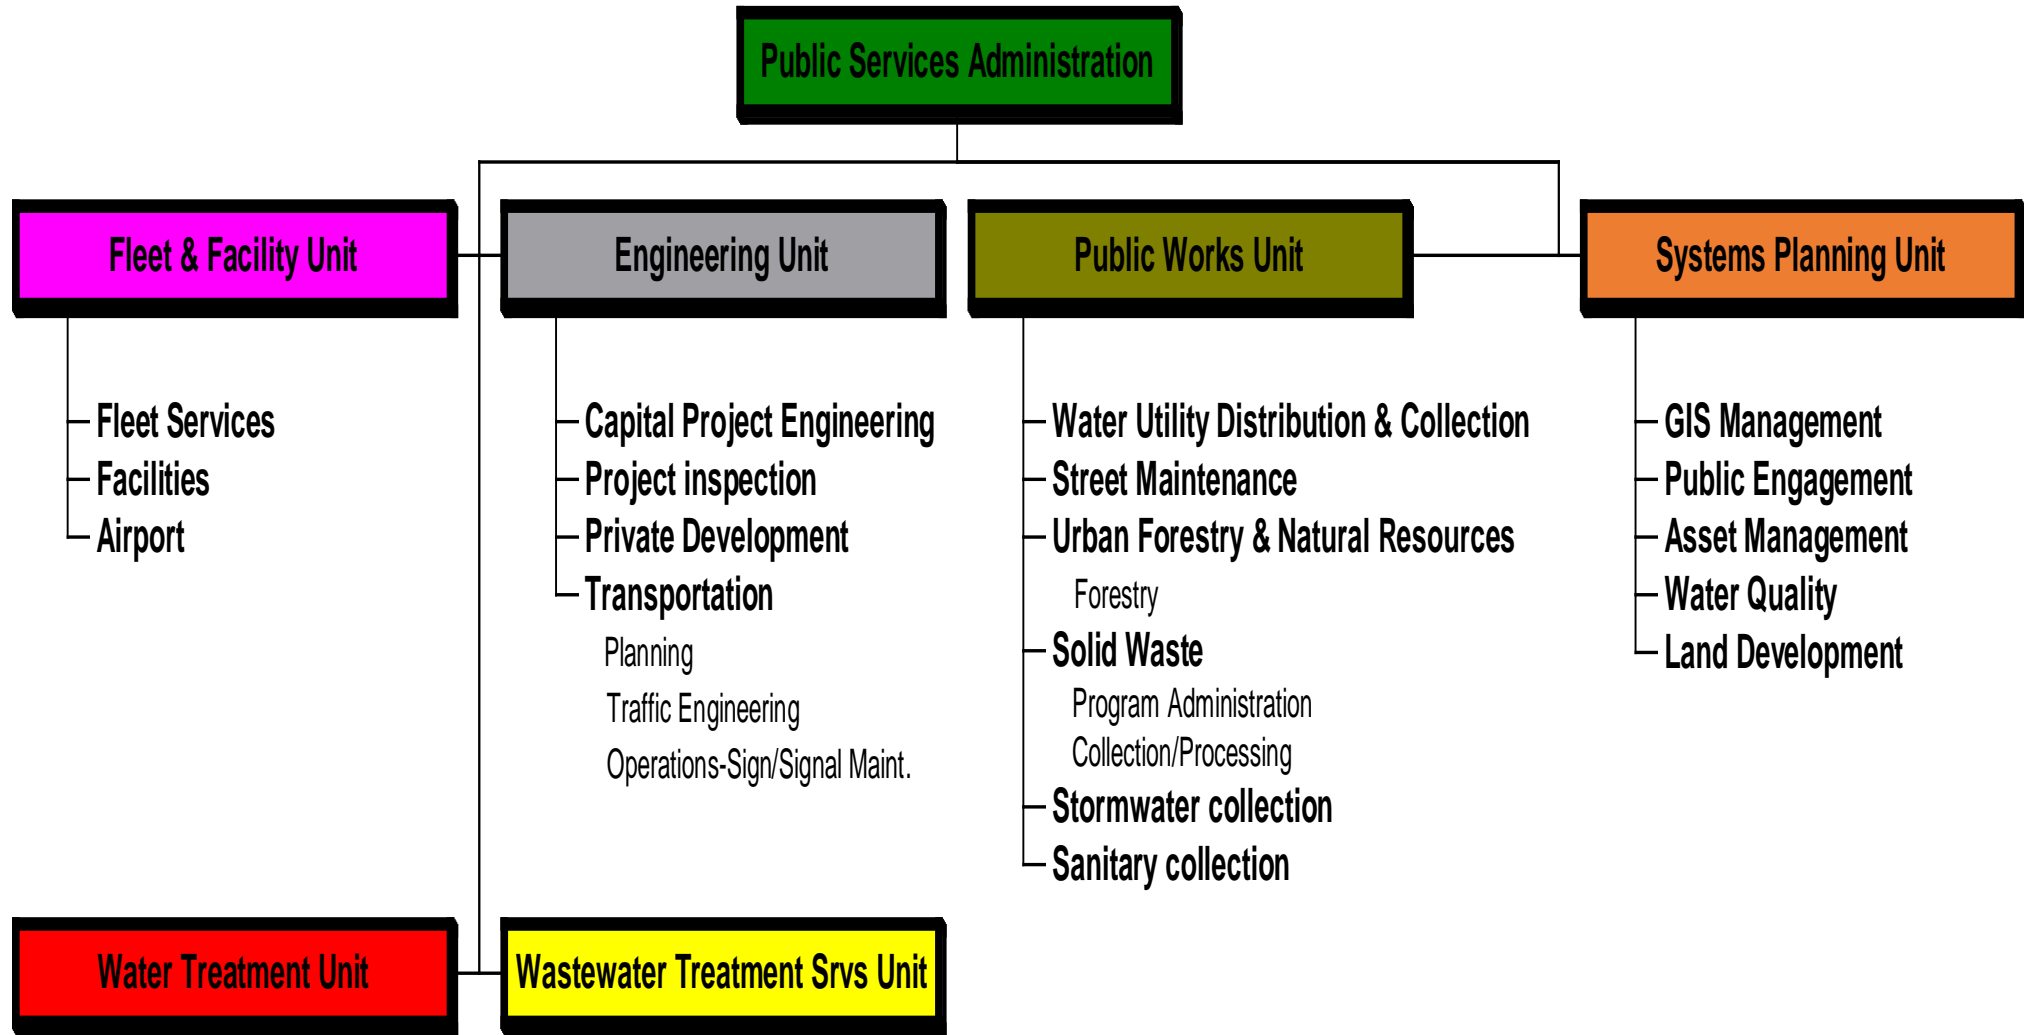 Public Services Administration
Fleet & Facility Unit
Engineering Unit
Public Works Unit
Systems Planning Unit
Fleet Services
Facilities
Airport
Capital Project Engineering
Project inspection
Private Development
Transportation
Planning
Traffic Engineering
Operations-Sign/Signal Maint.
Water Utility Distribution & Collection
Street Maintenance
Urban Forestry & Natural Resources
Forestry
Solid Waste
Program Administration
Collection/Processing
Stormwater collection
Sanitary collection
GIS Management
Public Engagement
Asset Management
Water Quality
Land Development
Water Treatment Unit
Wastewater Treatment Srvs Unit